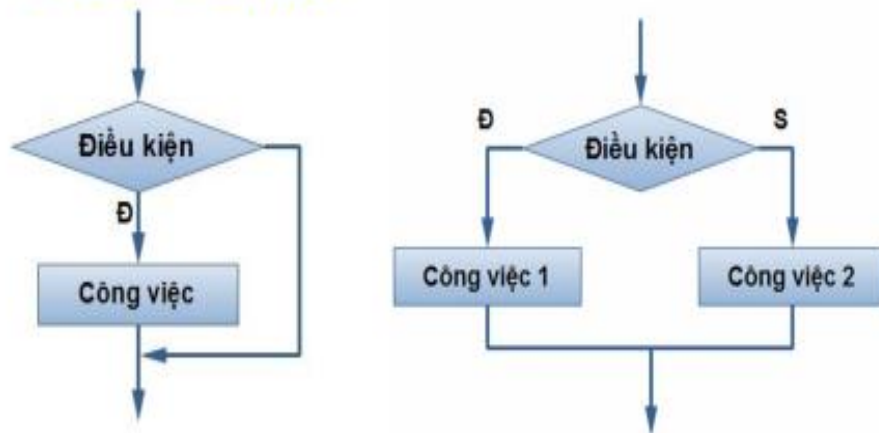 Điều kiện
Đ
Công việc
Đ
S
Điều kiện
Công việc 1
Công việc 2